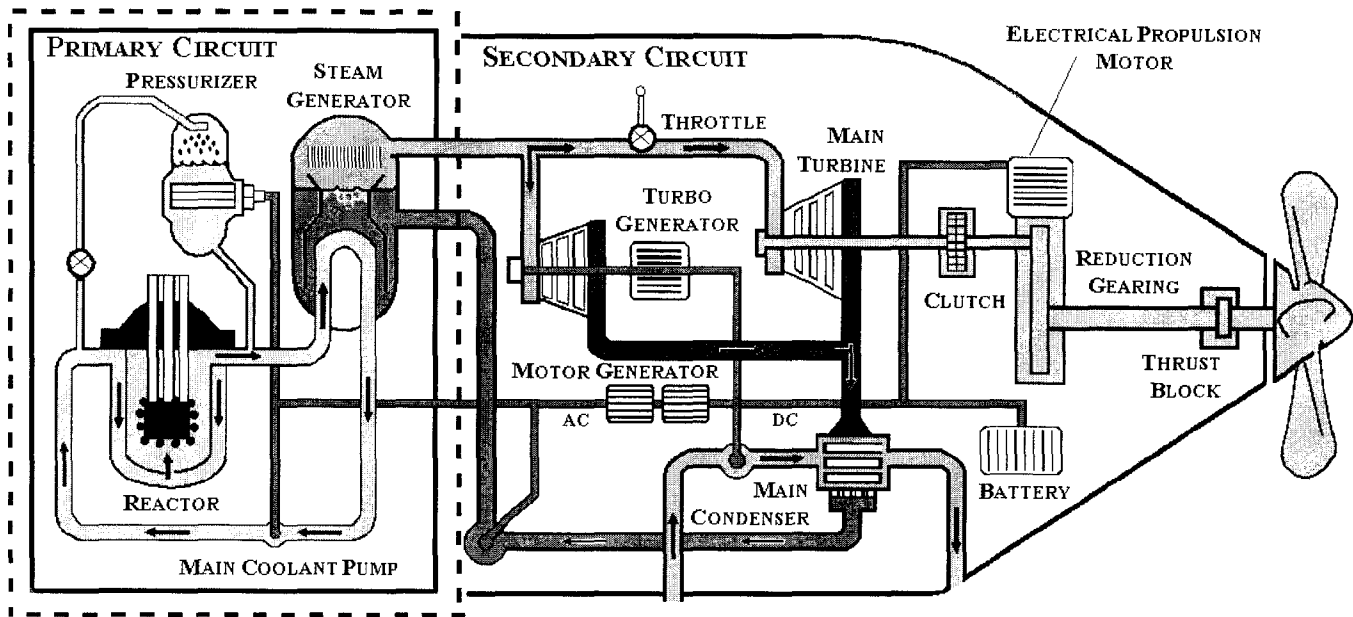 PRIMARY CIRCUIT
PRESSURIZER
STEAM
GENERATOR
SECONDARY CIRCUIT
ELECTRICAL PROPULSION
MOTOR
THROTTLE
MAIN
TURBINE
TURBO
GENERATOR
CLUTCH
REDUCTION
GEARING
THRUST
BLOCK
MOTOR GENERATOR
AC
DC
REACTOR
MAIN
CONDENSER
BATTERY
MAIN COOLANT PUMP